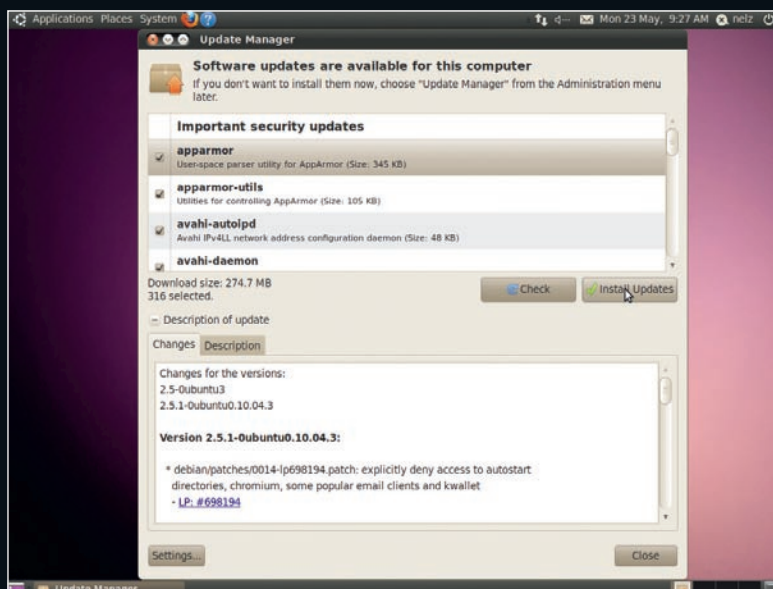 Applications Places System
Mon 23 May, 9:27 AM nelz
Update Manager
Software updates are available for this computer
If you don't want to install them now, choose "Update Manager" from the Administration menu
later.
Important security updates
apparmor
User-space parser utility for AppArmor (Size: 345 KB)
apparmor-utils
Utilities for controlling AppArmor (Size: 105 KB)
avahi-autoipd
Avahi IPv4LL network address configuration daemon (Size: 48 KB)
avahi-daemon
Download size: 274.7 MB
316 selected.
Check
Install Updates
Description of update
Changes Description
Changes for the versions:
2.5-0ubuntu3
2.5.1-0ubuntu0.10.04.3
Version 2.5.1-0ubuntu0.10.04.3:
* debian/patches/0014-lp698194.patch: explicitly deny access to autostart
directories, chromium, some popular email clients and kwallet
- LP: #698194
Settings...
Close
Update Manager